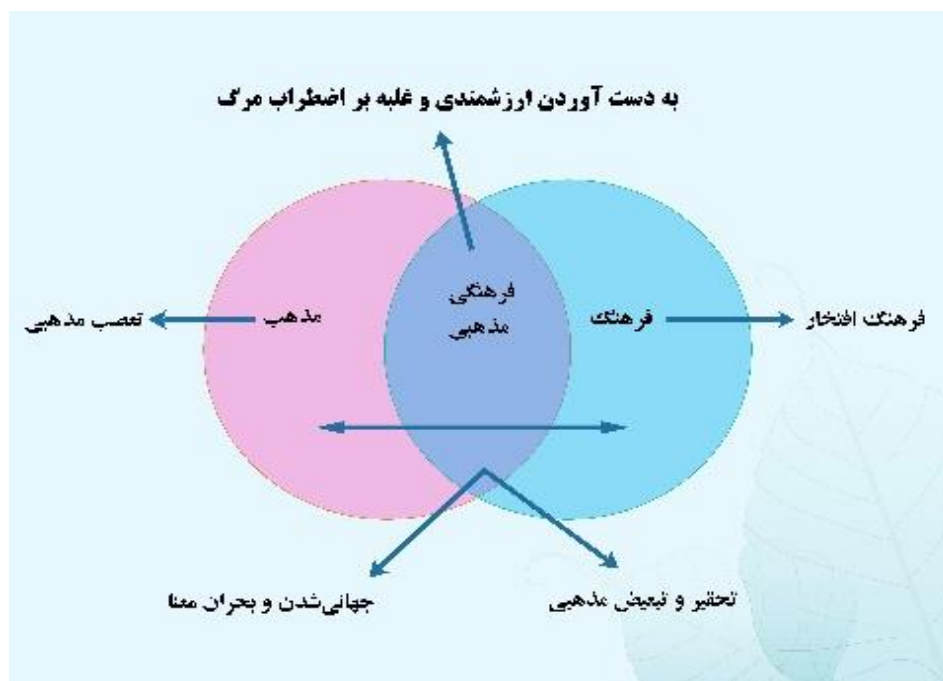 به دست آوردن ارزشمندی و غلبه بر اضطراب مرگ
فرهنگی
مذهبی
فرهنگ افتخار
فرهنگ
مذهب
تعصب مذهبی
تحقیر و تبعیض مذهبی
جهانی‌شدن و بحران معنا